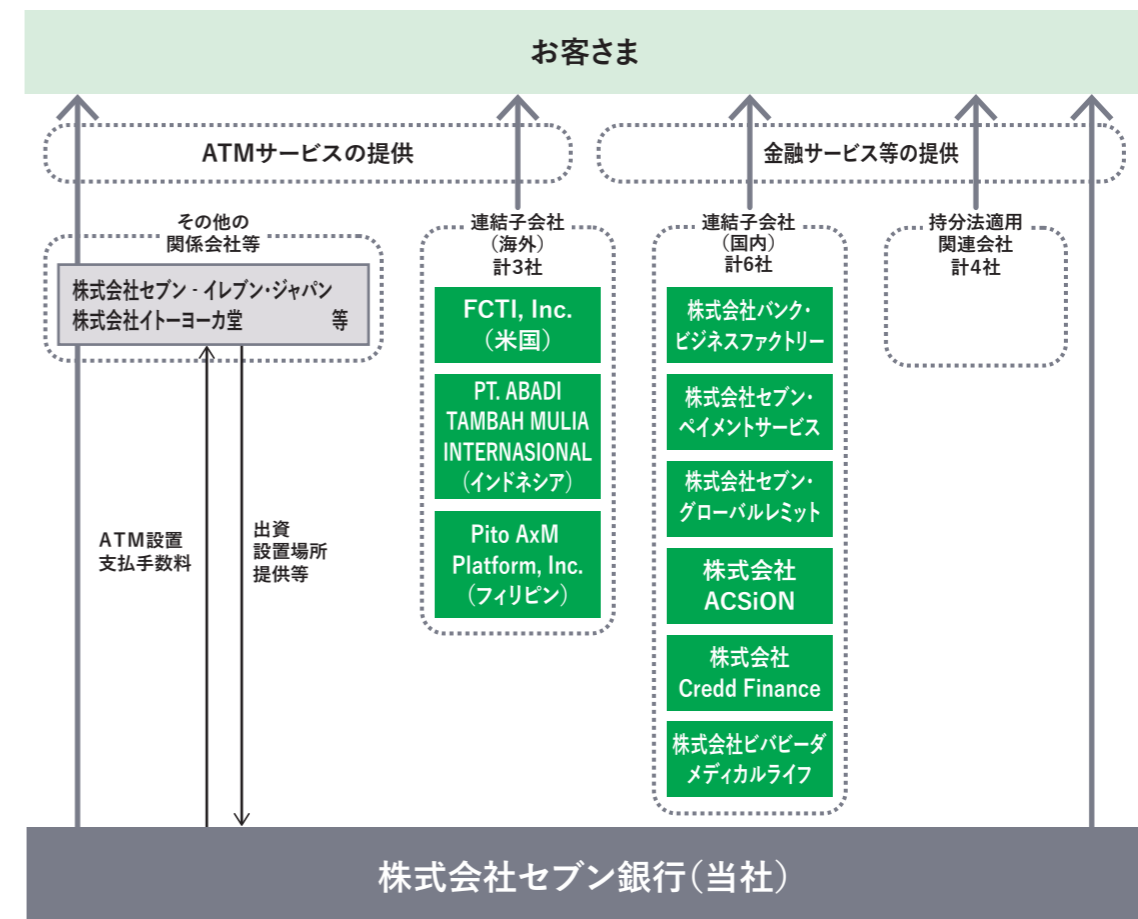 お客さま
ATMサービスの提供
金融サービス等の提供
その他の
関係会社等
株式会社セブン‐イレブン・ジャパン
株式会社イトーヨーカ堂 等
ATM設置
支払手数料
出資
設置場所
提供等
連結子会社
(海外)
計3社
FCTI, Inc.
(米国)
PT. ABADI
TAMBAH MULIA
INTERNASIONAL
(インドネシア)
Pito AxM
Platform, Inc.
(フィリピン)
連結子会社
(国内)
計6社
株式会社バンク・
ビジネスファクトリー
株式会社セブン・
ペイメントサービス
株式会社セブン・
グローバルレミット
株式会社
ACSiON
株式会社
Credd Finance
株式会社ビバビーダ
メディカルライフ
持分法適用
関連会社
計4社
株式会社セブン銀行(当社)